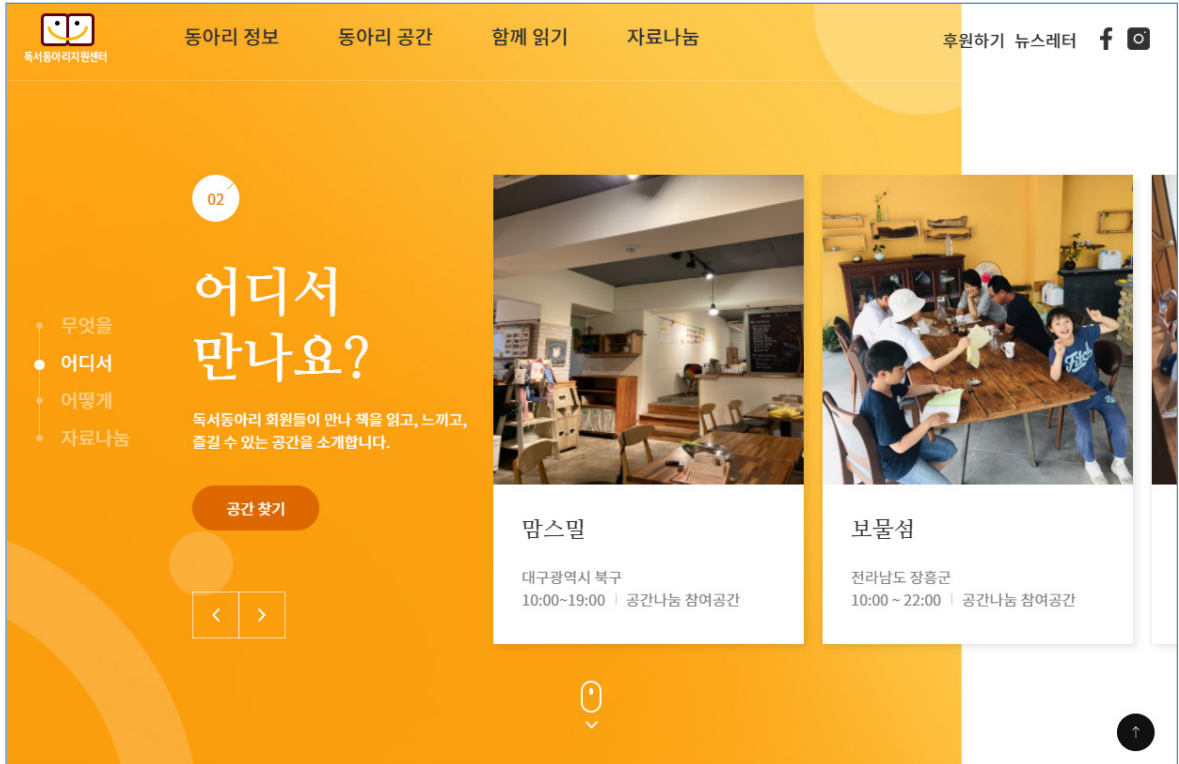 독서동아리지원센터
동아리 정보 동아리 공간 함께 읽기 자료나눔
후원하기 뉴스레터
02
어디서
만나요?
무엇을
어디서
어떻게
자료나눔
독서동아리 회원들이 만나 책을 읽고, 느끼고,
즐길 수 있는 공간을 소개합니다.
공간 찾기
맘스밀
대구광역시 북구
10:00~19:00 | 공간나눔 참여공간
보물섬
전라남도 장흥군
10:00 ~ 22:00 | 공간나눔 참여공간